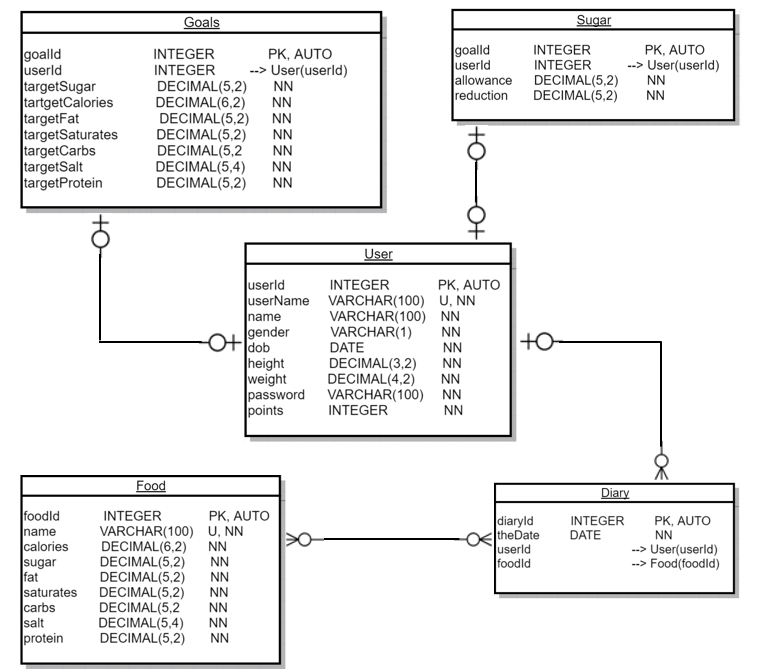 Goals
goalId INTEGER PK, AUTO
userId INTEGER --> User(userId)
targetSugar DECIMAL(5,2) NN
tartgetCalories DECIMAL(6,2) NN
targetFat DECIMAL(5,2) NN
targetSaturates DECIMAL(5,2) NN
targetCarbs DECIMAL(5,2 NN
targetSalt DECIMAL(5,4) NN
targetProtein DECIMAL(5,2) NN
Sugar
goalId INTEGER PK, AUTO
userId INTEGER --> User(userId)
allowance DECIMAL(5,2) NN
reduction DECIMAL(5,2) NN
User
userId INTEGER PK, AUTO
userName VARCHAR(100) U, NN
name VARCHAR(100) NN
gender VARCHAR(1) NN
dob DATE NN
height DECIMAL(3,2) NN
weight DECIMAL(4,2) NN
password VARCHAR(100) NN
points INTEGER NN
Food
foodId INTEGER PK, AUTO
name VARCHAR(100) U, NN
calories DECIMAL(6,2) NN
sugar DECIMAL(5,2) NN
fat DECIMAL(5,2) NN
saturates DECIMAL(5,2) NN
carbs DECIMAL(5,2 NN
salt DECIMAL(5,4) NN
protein DECIMAL(5,2) NN
Diary
diaryId INTEGER PK, AUTO
theDate DATE NN
userId --> User(userId)
foodId --> Food(foodId)